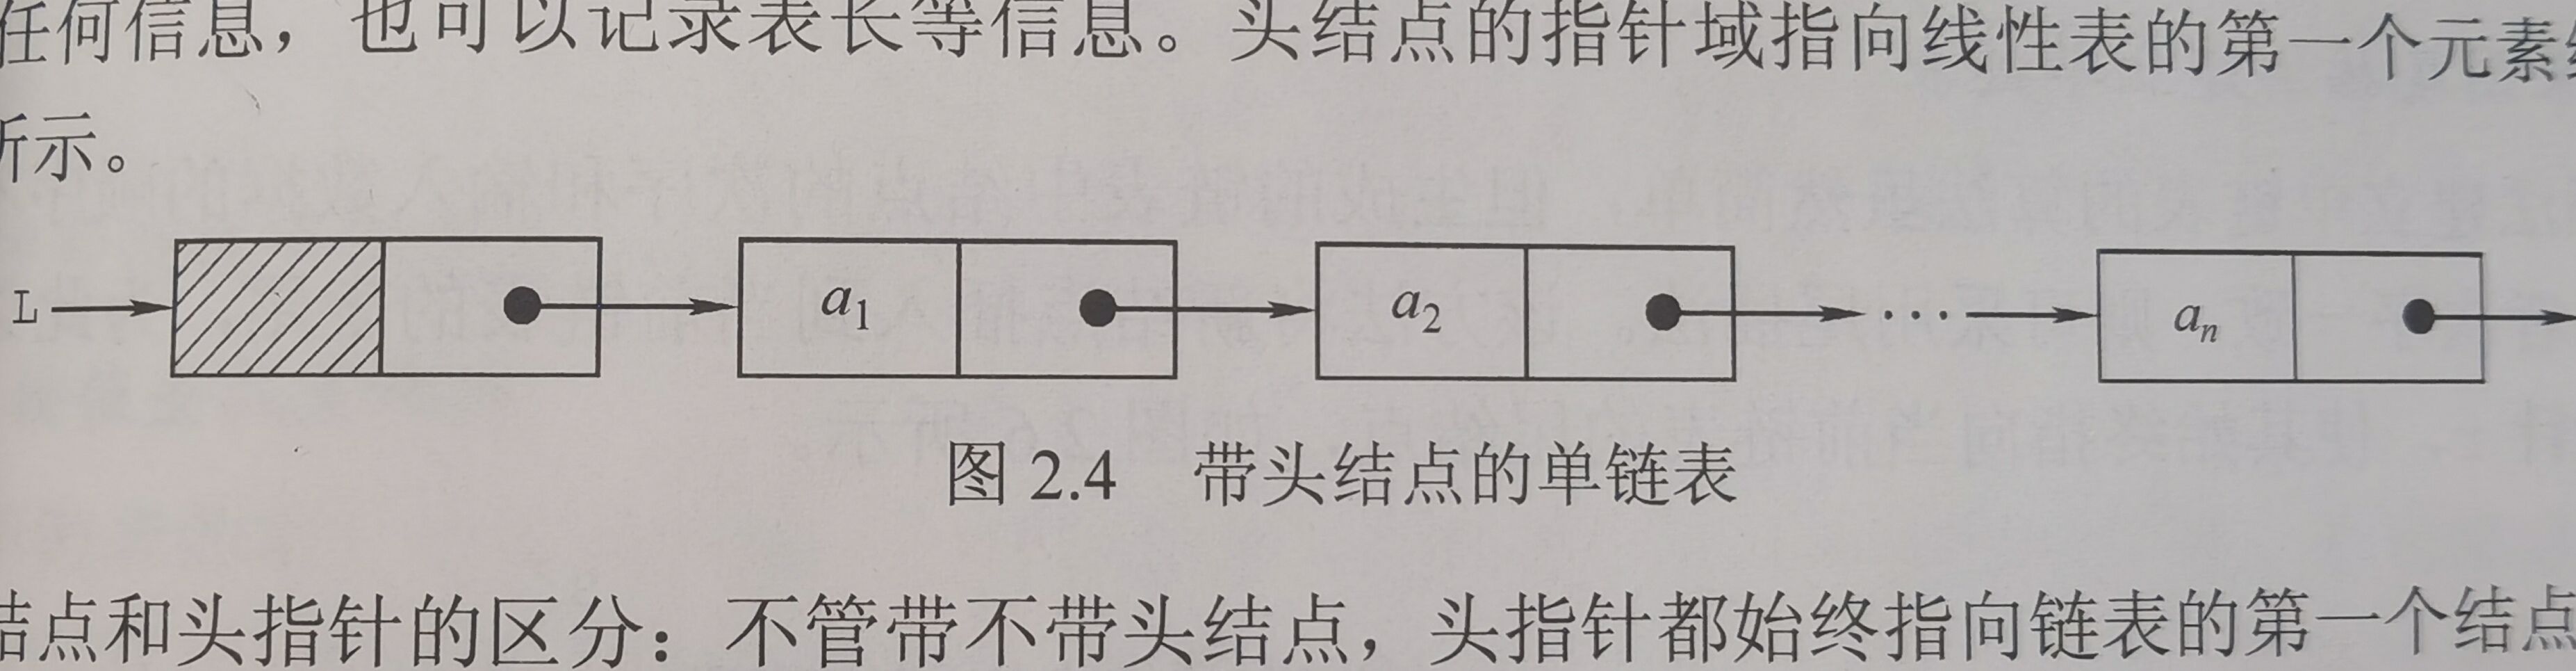 任何信息，也可以记录表长等信息。头结点的指针域指向线性表的第一个元素
所示。
L a1 a2 ··· an
图 2.4 带头结点的单链表
结点和头指针的区分：不管带不带头结点，头指针都始终指向链表的第一个结点